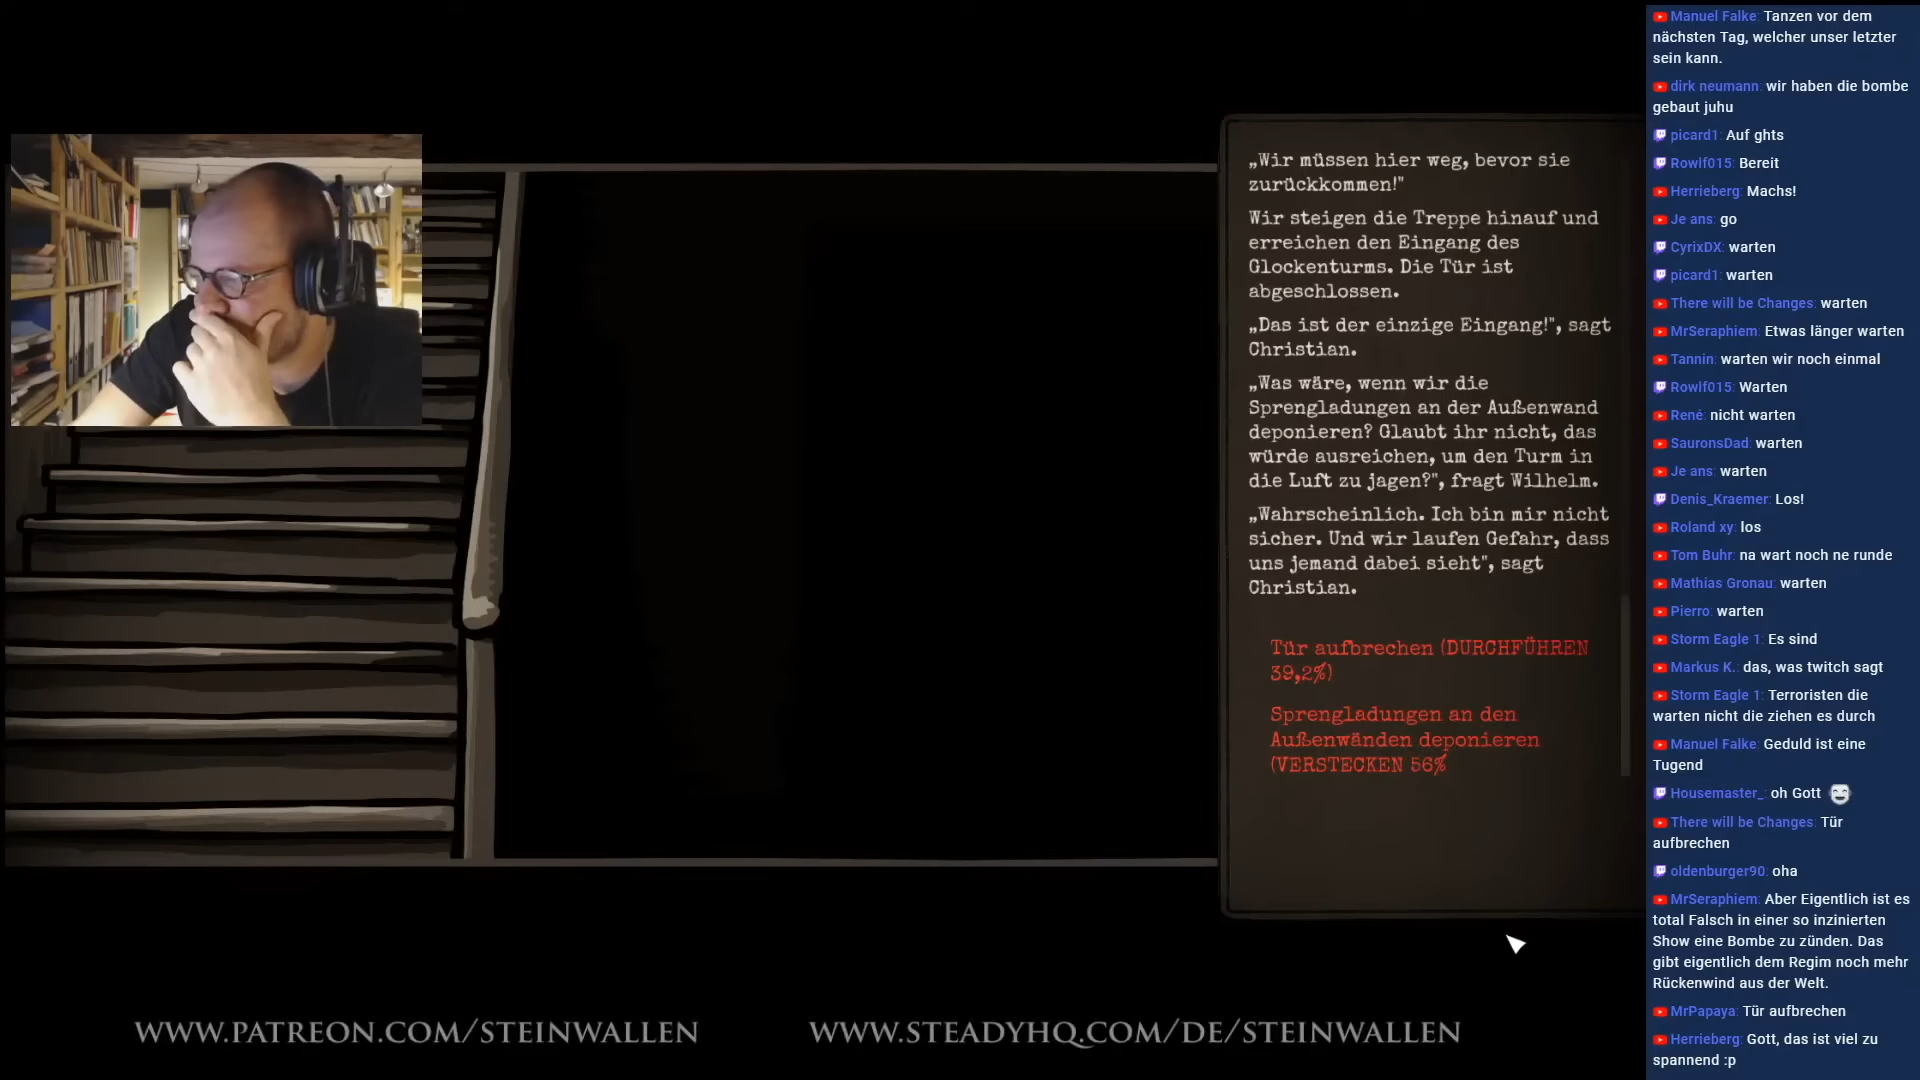 „Wir müssen hier weg, bevor sie
zurückkommen!"
Wir steigen die Treppe hinauf und
erreichen den Eingang des
Glockenturms. Die Tür ist
abgeschlossen.
„Das ist der einzige Eingang!", sagt
Christian.
„Was wäre, wenn wir die
Sprengladungen an der Außenwand
deponieren? Glaubt ihr nicht, das
würde ausreichen, um den Turm in
die Luft zu jagen?", fragt Wilhelm.
„Wahrscheinlich. Ich bin mir nicht
sicher. Und wir laufen Gefahr, dass
uns jemand dabei sieht", sagt
Christian.
Tür aufbrechen (DURCHFÜHREN
39,2%)
Sprengladungen an den
Außenwänden deponieren
(VERSTECKEN 56%
WWW.PATREON.COM/STEINWALLEN
WWW.STEADYHQ.COM/DE/STEINWALLEN
Manuel Falke: Tanzen vor dem
nächsten Tag, welcher unser letzter
sein kann.
dirk neumann: wir haben die bombe
gebaut juhu
picard1: Auf ghts
Rowlf015: Bereit
Herrieberg: Machs!
Je ans: go
CyrixDX: warten
picard1: warten
There will be Changes: warten
MrSeraphiem: Etwas länger warten
Tannin: warten wir noch einmal
Rowlf015: Warten
René: nicht warten
SauronsDad: warten
Je ans: warten
Denis_Kraemer: Los!
Roland xy: los
Tom Buhr: na wart noch ne runde
Mathias Gronau: warten
Pierro: warten
Storm Eagle 1: Es sind
Markus K.: das, was twitch sagt
Storm Eagle 1: Terroristen die
warten nicht die ziehen es durch
Manuel Falke: Geduld ist eine
Tugend
Housemaster_: oh Gott
There will be Changes: Tür
aufbrechen
oldenburger90: oha
MrSeraphiem: Aber Eigentlich ist es
total Falsch in einer so inzinierten
Show eine Bombe zu zünden. Das
gibt eigentlich dem Regim noch mehr
Rückenwind aus der Welt.
MrPapaya: Tür aufbrechen
Herrieberg: Gott, das ist viel zu
spannend :p